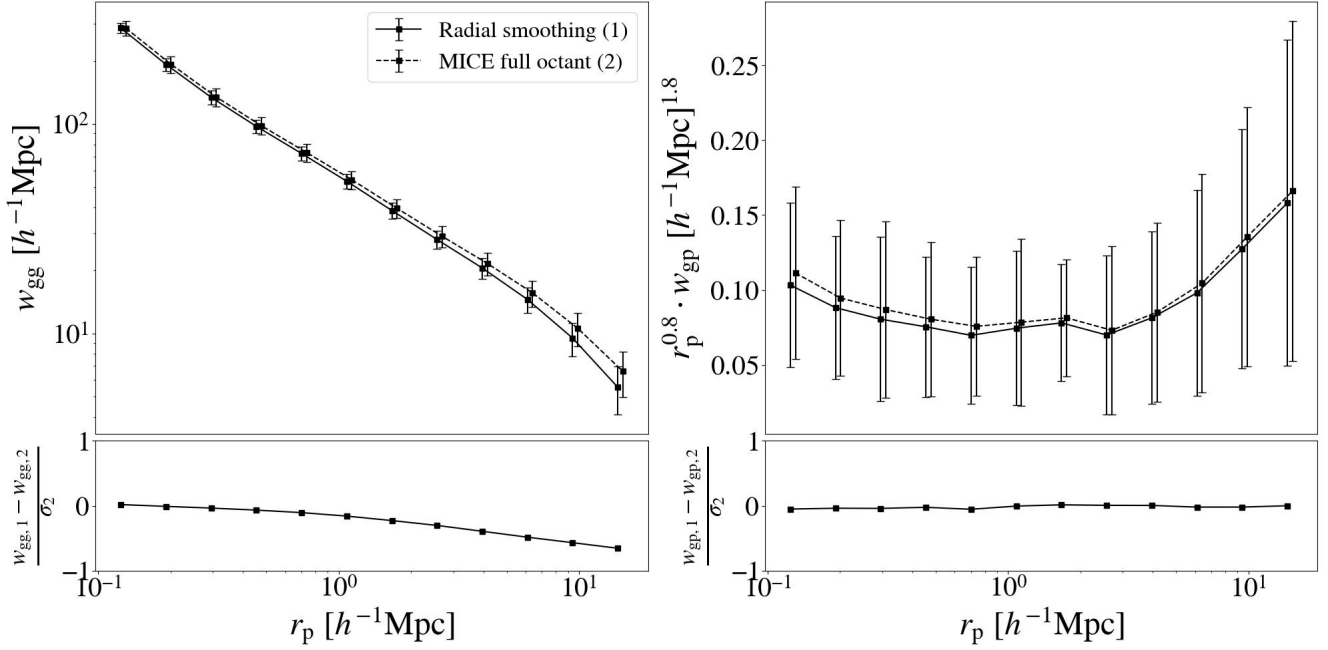 Radial smoothing (1)
MICE full octant (2)
w_gg [h^−1Mpc]
10^2
10^1
r_p^0.8 · w_gp [h^−1Mpc]^1.8
0.25
0.20
0.15
0.10
0.05
w_gg,1 − w_gg,2
σ_2
1
0
−1
10^−1
10^0
10^1
r_p [h^−1Mpc]
w_gp,1 − w_gp,2
σ_2
1
0
−1
10^−1
10^0
10^1
r_p [h^−1Mpc]